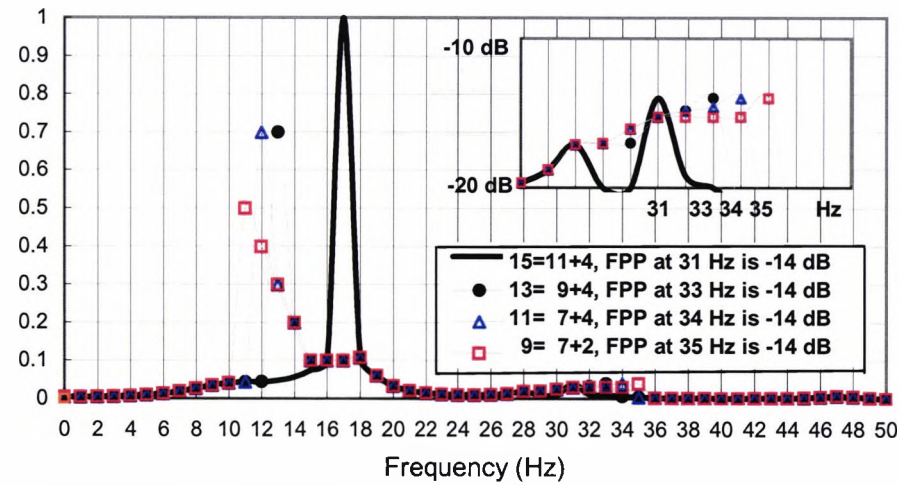 1
0.9
0.8
0.7
0.6
0.5
0.4
0.3
0.2
0.1
0
-10 dB
-20 dB
31 33 34 35 Hz
15=11+4, FPP at 31 Hz is -14 dB
13= 9+4, FPP at 33 Hz is -14 dB
11= 7+4, FPP at 34 Hz is -14 dB
9= 7+2, FPP at 35 Hz is -14 dB
0 2 4 6 8 10 12 14 16 18 20 22 24 26 28 30 32 34 36 38 40 42 44 46 48 50
Frequency (Hz)